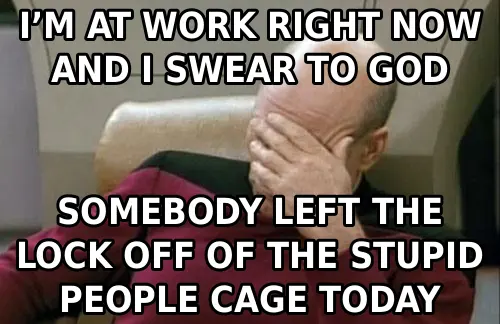 I’M AT WORK RIGHT NOW
AND I SWEAR TO GOD
SOMEBODY LEFT THE
LOCK OFF OF THE STUPID
PEOPLE CAGE TODAY